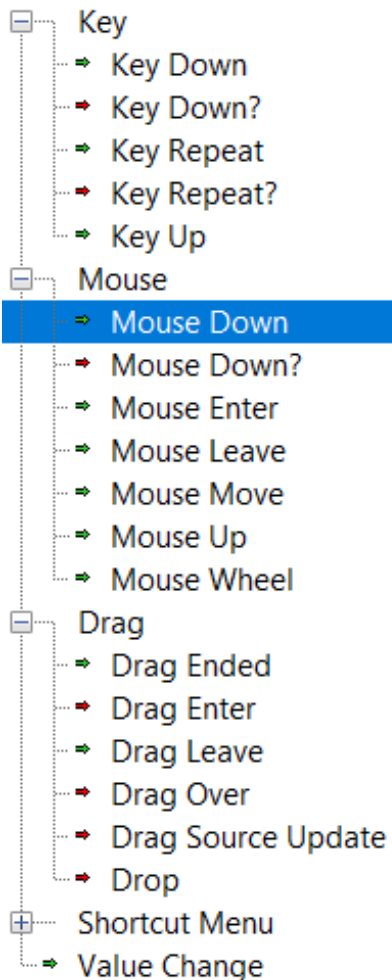 Key
Key Down
Key Down?
Key Repeat
Key Repeat?
Key Up
Mouse
Mouse Down
Mouse Down?
Mouse Enter
Mouse Leave
Mouse Move
Mouse Up
Mouse Wheel
Drag
Drag Ended
Drag Enter
Drag Leave
Drag Over
Drag Source Update
Drop
Shortcut Menu
Value Change